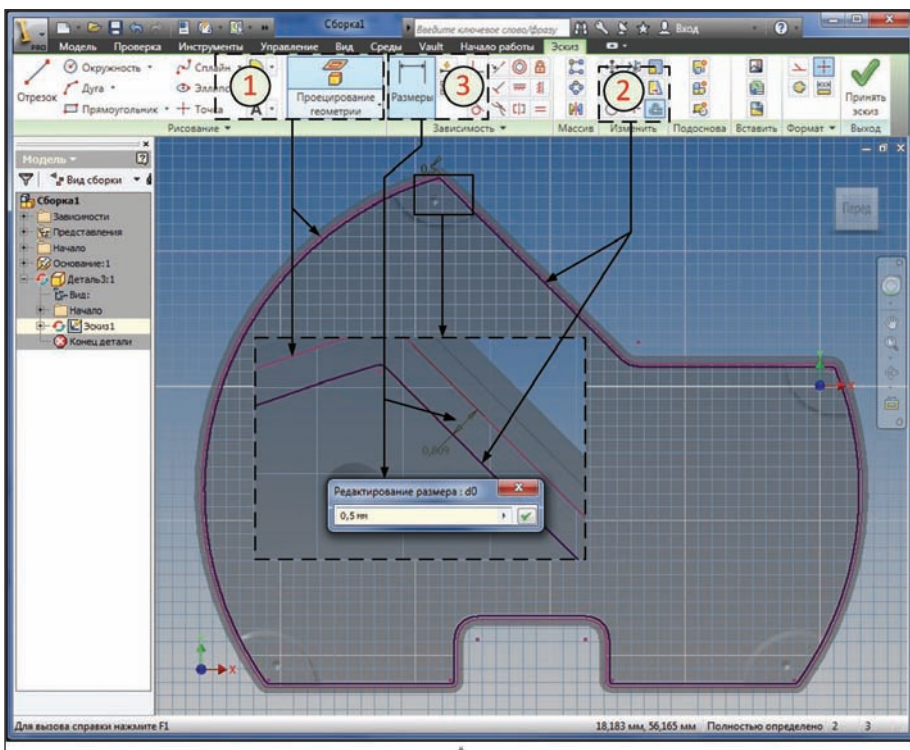 Сборка1
Введите ключевое слово/фразу
Вход
PRO
Модель Проверка Инструменты Управление Вид Среды Vault Начало работы Эскиз
Отрезок
Окружность
Дуга
Прямоугольник
Сплайн
Точка
1
Проецирование геометрии
Размеры
3
2
Принять эскиз
Рисование Зависимость Массив Изменить Подоснова Вставить Формат Выход
Модель
Вид сборки
Сборка1
Зависимости
Представления
Начало
Основание:1
Деталь3:1
Вид:
Начало
Эскиз1
Конец детали
0,5
Перед
0,809
Редактирование размера : d0
0,5 мм
X
X
Для вызова справки нажмите F1
18,183 мм, 56,165 мм Полностью определено 2 3